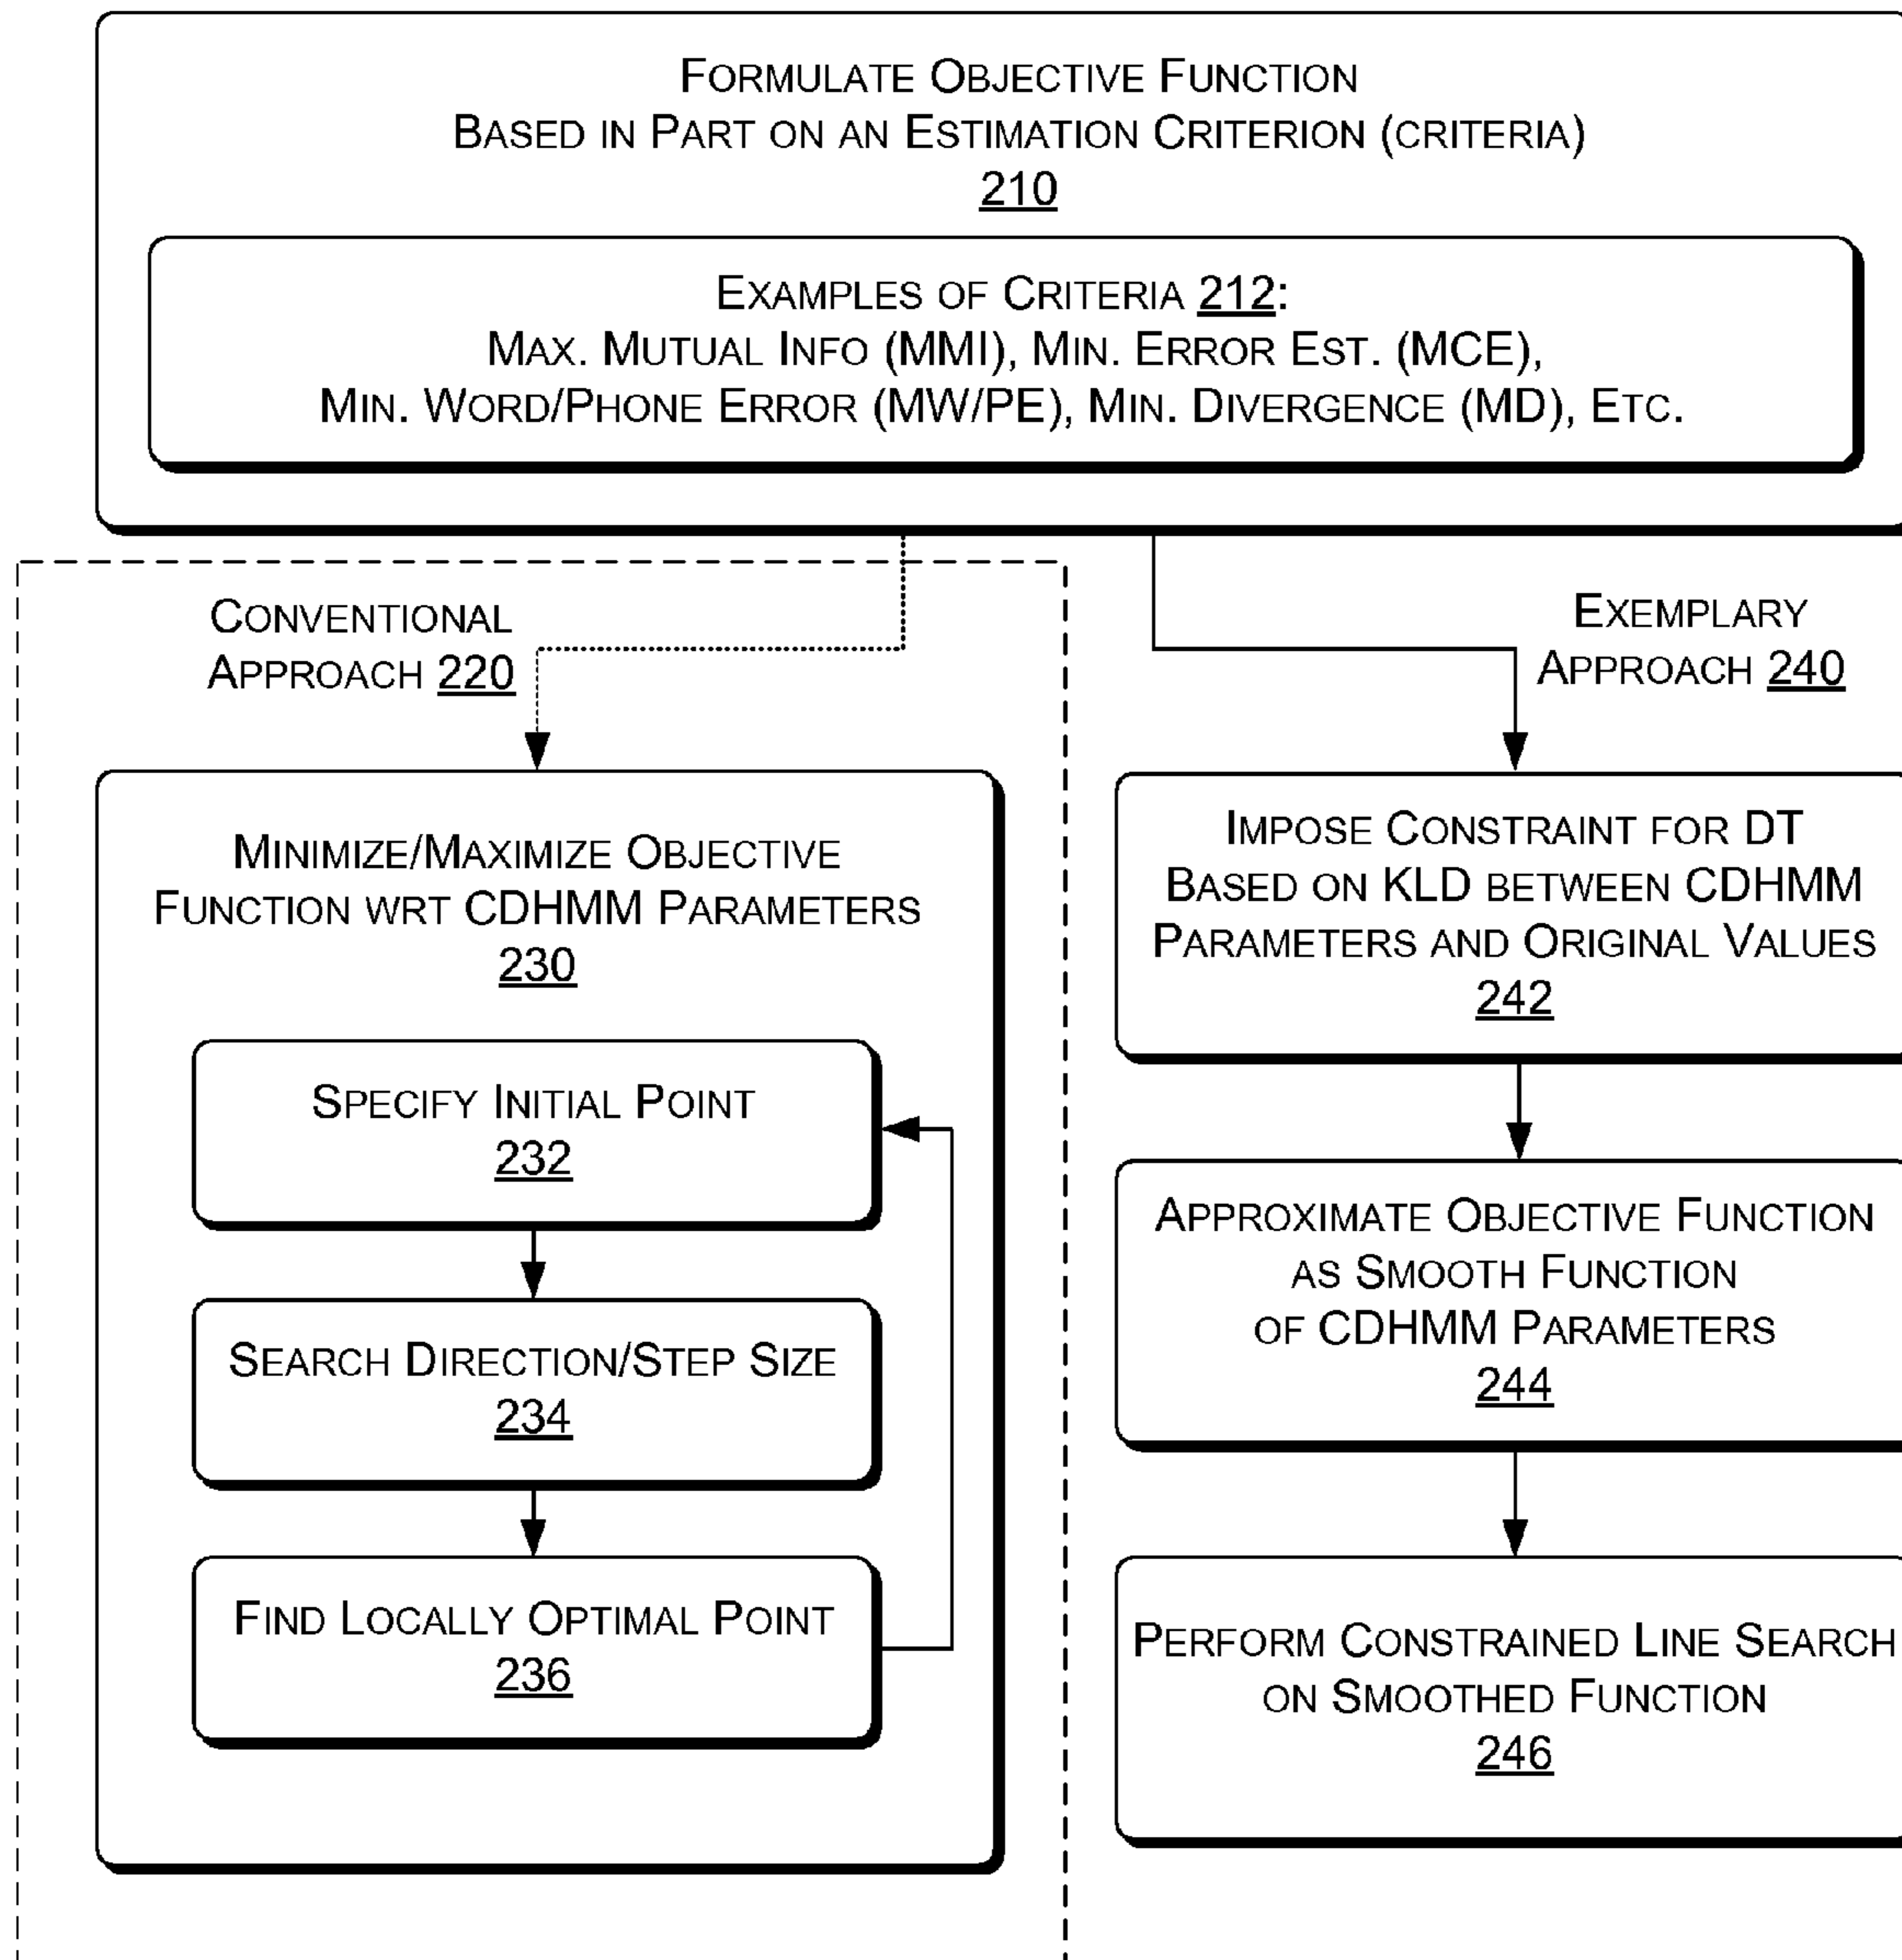 FORMULATE OBJECTIVE FUNCTION
BASED IN PART ON AN ESTIMATION CRITERION (CRITERIA)
210
EXAMPLES OF CRITERIA 212:
MAX. MUTUAL INFO (MMI), MIN. ERROR EST. (MCE),
MIN. WORD/PHONE ERROR (MW/PE), MIN. DIVERGENCE (MD), ETC.
CONVENTIONAL
APPROACH 220
MINIMIZE/MAXIMIZE OBJECTIVE
FUNCTION WRT CDHMM PARAMETERS
230
SPECIFY INITIAL POINT
232
SEARCH DIRECTION/STEP SIZE
234
FIND LOCALLY OPTIMAL POINT
236
EXEMPLARY
APPROACH 240
IMPOSE CONSTRAINT FOR DT
BASED ON KLD BETWEEN CDHMM
PARAMETERS AND ORIGINAL VALUES
242
APPROXIMATE OBJECTIVE FUNCTION
AS SMOOTH FUNCTION
OF CDHMM PARAMETERS
244
PERFORM CONSTRAINED LINE SEARCH
ON SMOOTHED FUNCTION
246